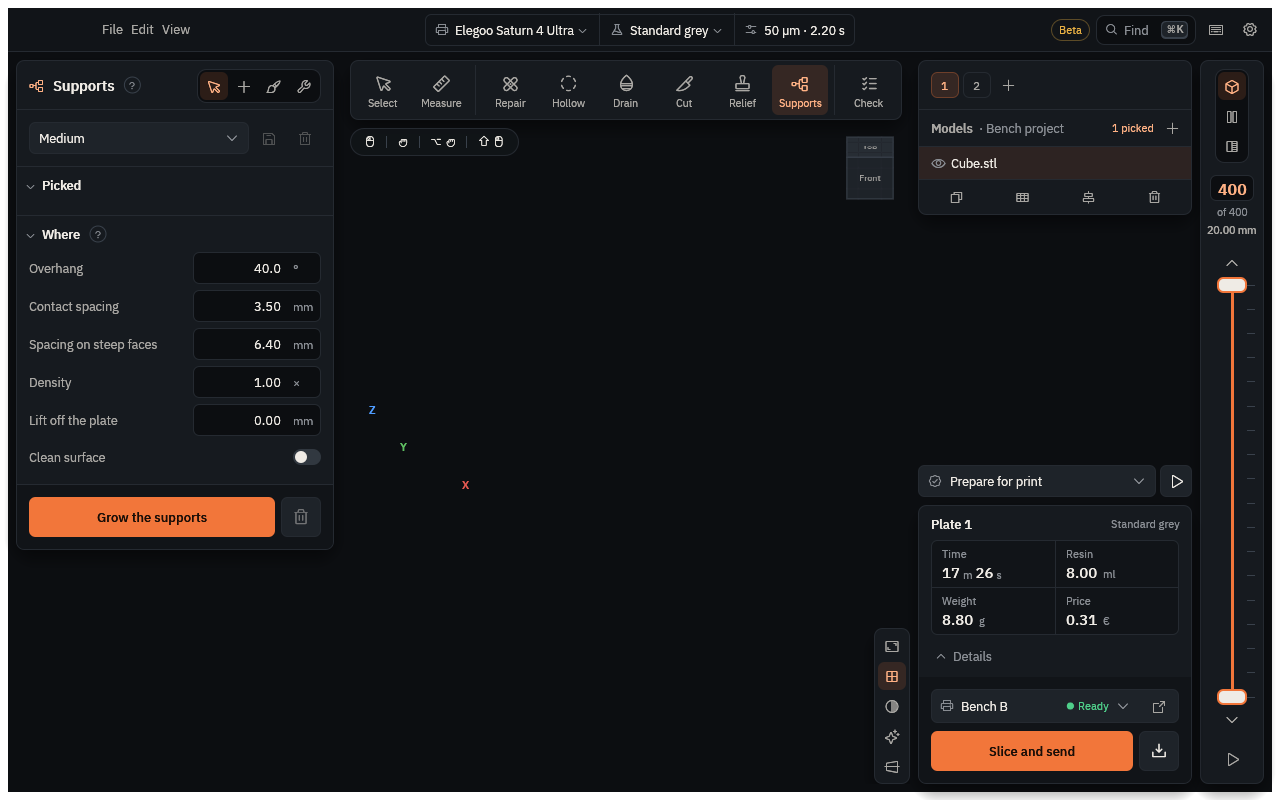 File Edit View
Elegoo Saturn 4 Ultra
Standard grey
50 µm · 2.20 s
Beta
Find ⌘K
Supports ?
Medium
Picked
Where ?
Overhang 40.0 °
Contact spacing 3.50 mm
Spacing on steep faces 6.40 mm
Density 1.00 ×
Lift off the plate 0.00 mm
Clean surface
Grow the supports
Select Measure Repair Hollow Drain Cut Relief Supports Check
Top
Front
Z
Y
X
1 2
Models · Bench project 1 picked
Cube.stl
Prepare for print
Plate 1 Standard grey
Time Resin
17 m 26 s 8.00 ml
Weight Price
8.80 g 0.31 €
Details
Bench B Ready
Slice and send
400
of 400
20.00 mm